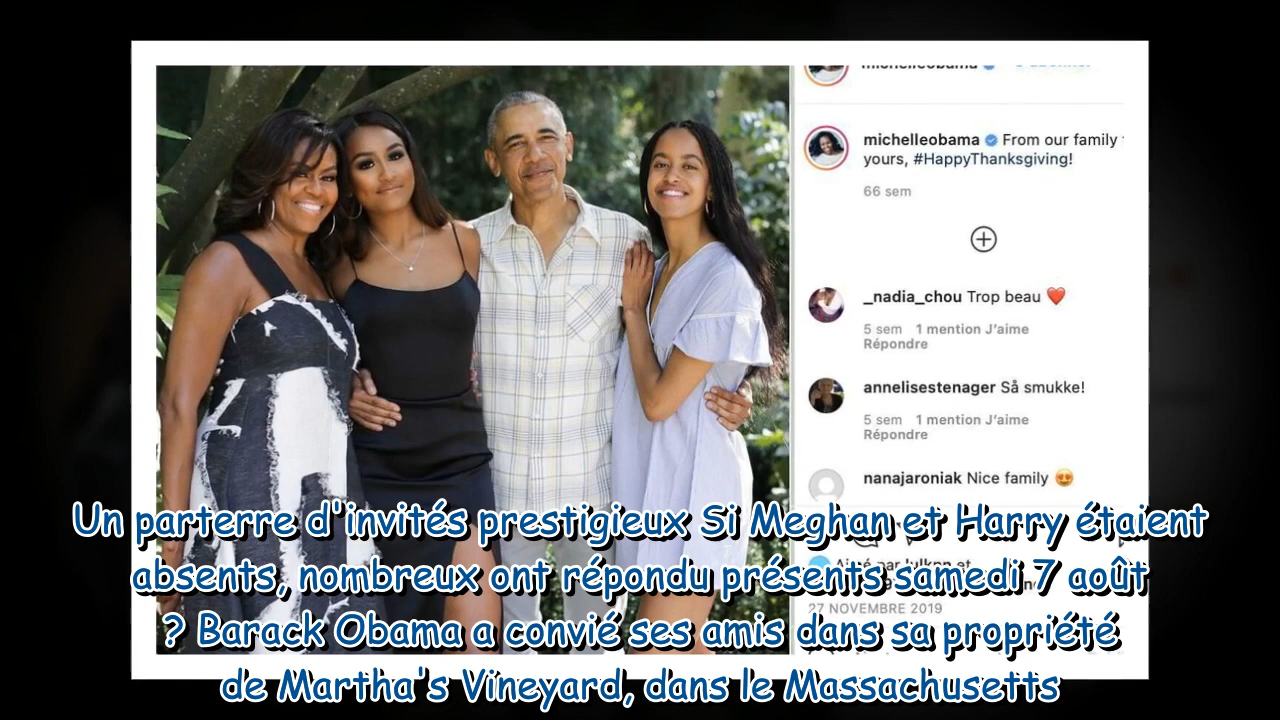 michelleobama
michelleobama From our family
yours, #HappyThanksgiving!
66 sem
_nadia_chou Trop beau ❤️
5 sem 1 mention J'aime
Répondre
annelisestenager Så smukke!
5 sem 1 mention J'aime
Répondre
nanajaroniak Nice family 😍
27 NOVEMBRE 2019
Un parterre d'invités prestigieux Si Meghan et Harry étaient
absents, nombreux ont répondu présents samedi 7 août
? Barack Obama a convié ses amis dans sa propriété
de Martha's Vineyard, dans le Massachusetts